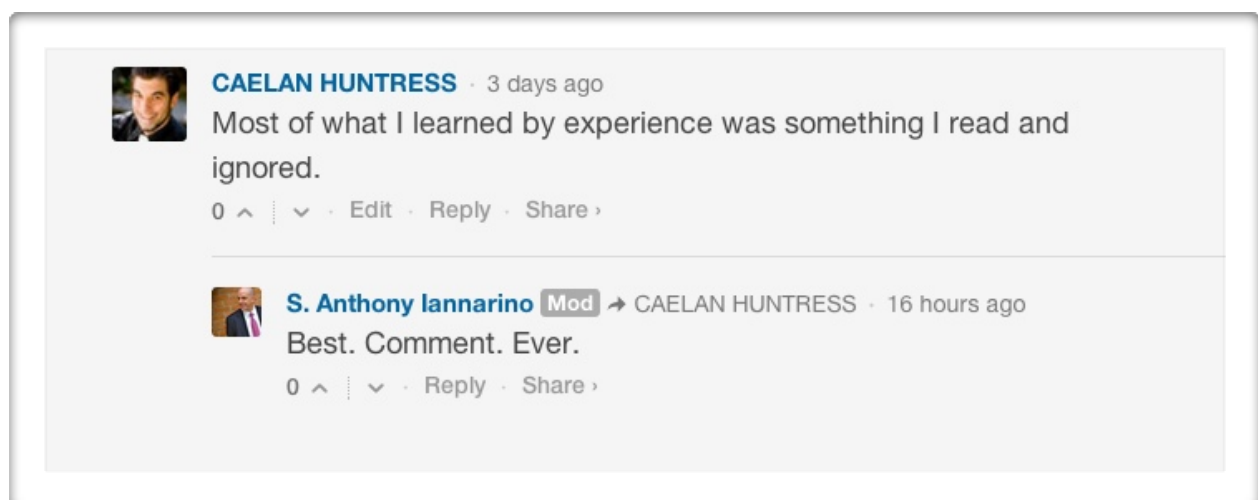 CAELAN HUNTRESS · 3 days ago
Most of what I learned by experience was something I read and
ignored.
0 · Edit · Reply · Share ›
S. Anthony Iannarino Mod CAELAN HUNTRESS · 16 hours ago
Best. Comment. Ever.
0 · Reply · Share ›